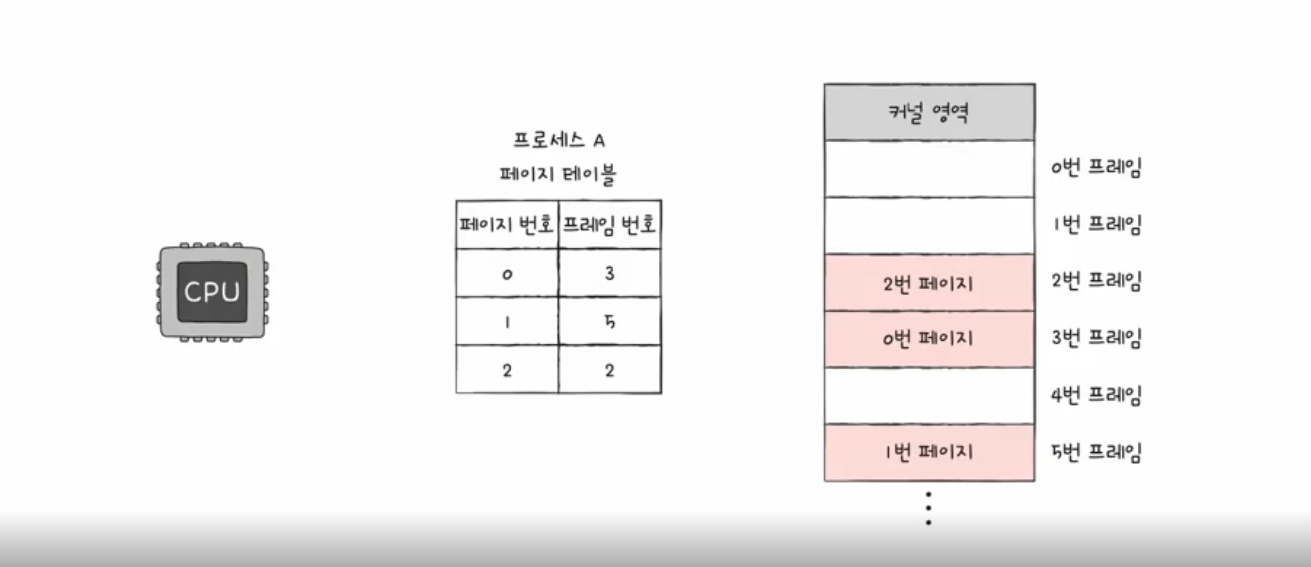 CPU
프로세스 A
페이지 테이블
페이지 번호 프레임 번호
0 3
1 5
2 2
커널 영역
0번 프레임
1번 프레임
2번 페이지 2번 프레임
0번 페이지 3번 프레임
4번 프레임
1번 페이지 5번 프레임